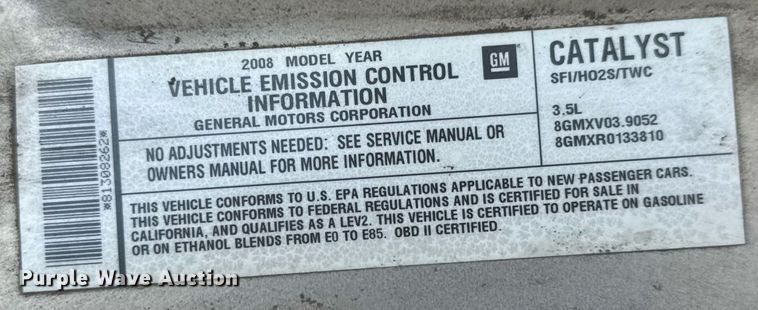 *81308262*
2008 MODEL YEAR
VEHICLE EMISSION CONTROL
INFORMATION
GENERAL MOTORS CORPORATION
GM
CATALYST
SFI/HO2S/TWC
3.5L
8GMXV03.9052
8GMXR0133810
NO ADJUSTMENTS NEEDED: SEE SERVICE MANUAL OR
OWNERS MANUAL FOR MORE INFORMATION.
THIS VEHICLE CONFORMS TO U.S. EPA REGULATIONS APPLICABLE TO NEW PASSENGER CARS.
THIS VEHICLE CONFORMS TO FEDERAL REGULATIONS AND IS CERTIFIED FOR SALE IN
CALIFORNIA, AND QUALIFIES AS A LEV2. THIS VEHICLE IS CERTIFIED TO OPERATE ON GASOLINE
OR ON ETHANOL BLENDS FROM E0 TO E85. OBD II CERTIFIED.
Purple Wave Auction